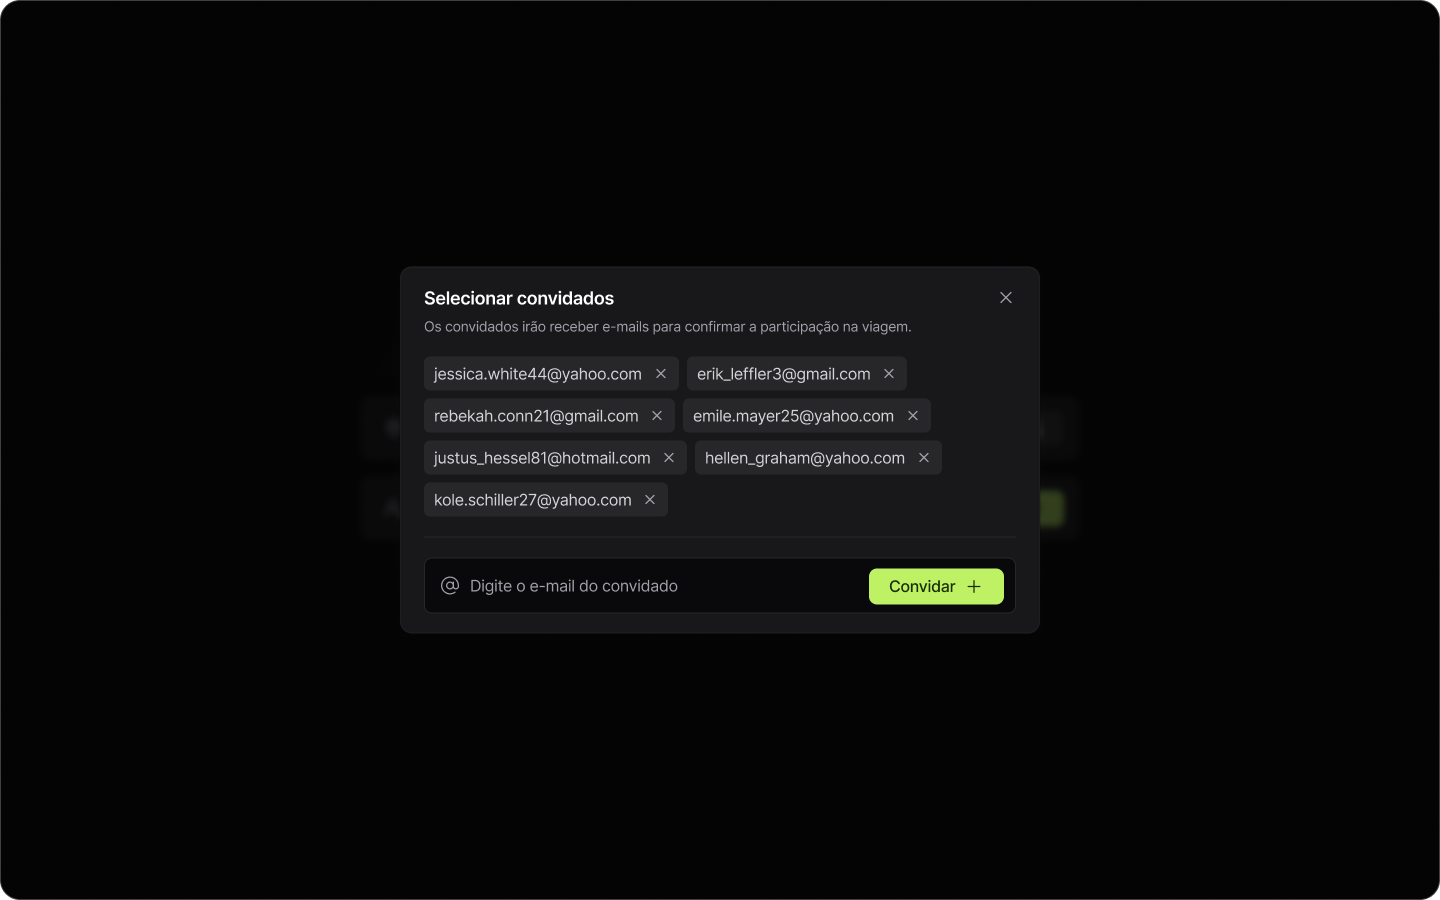 Selecionar convidados
Os convidados irão receber e-mails para confirmar a participação na viagem.
jessica.white44@yahoo.com erik_leffler3@gmail.com
rebekah.conn21@gmail.com emile.mayer25@yahoo.com
justus_hessel81@hotmail.com hellen_graham@yahoo.com
kole.schiller27@yahoo.com
@ Digite o e-mail do convidado Convidar +